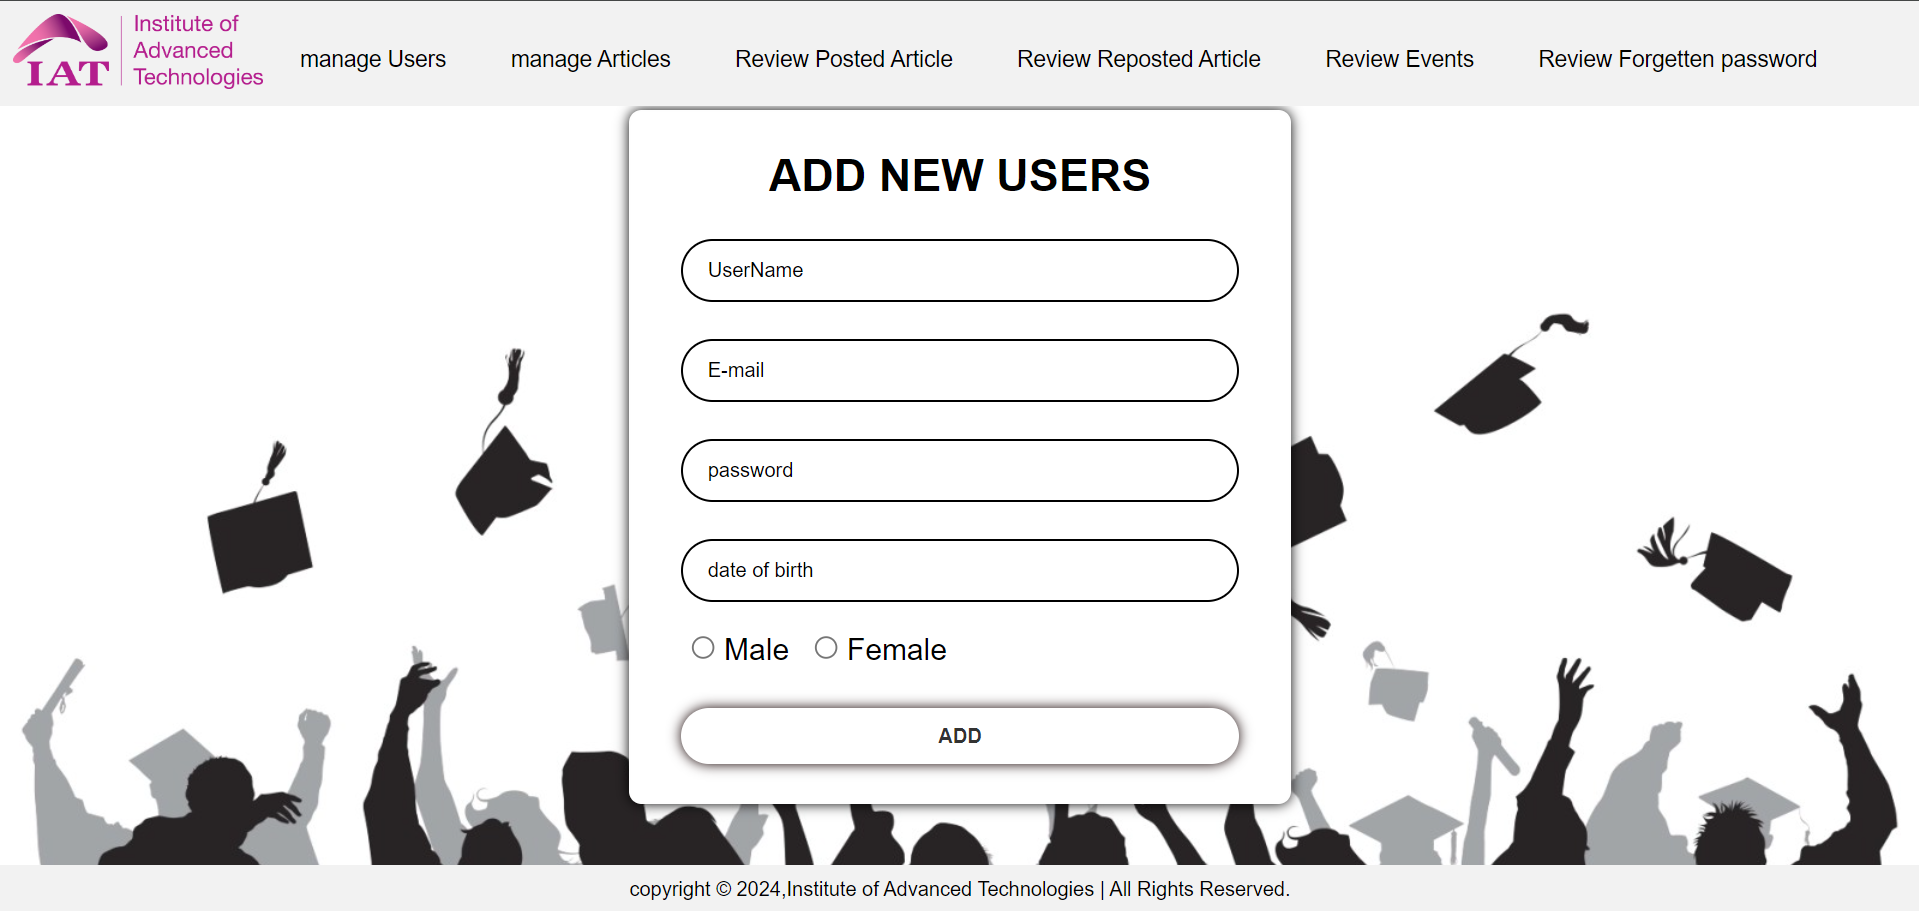 Institute of
Advanced
Technologies
IAT
manage Users manage Articles Review Posted Article Review Reposted Article Review Events Review Forgetten password
ADD NEW USERS
UserName
E-mail
password
date of birth
Male Female
ADD
copyright © 2024,Institute of Advanced Technologies | All Rights Reserved.